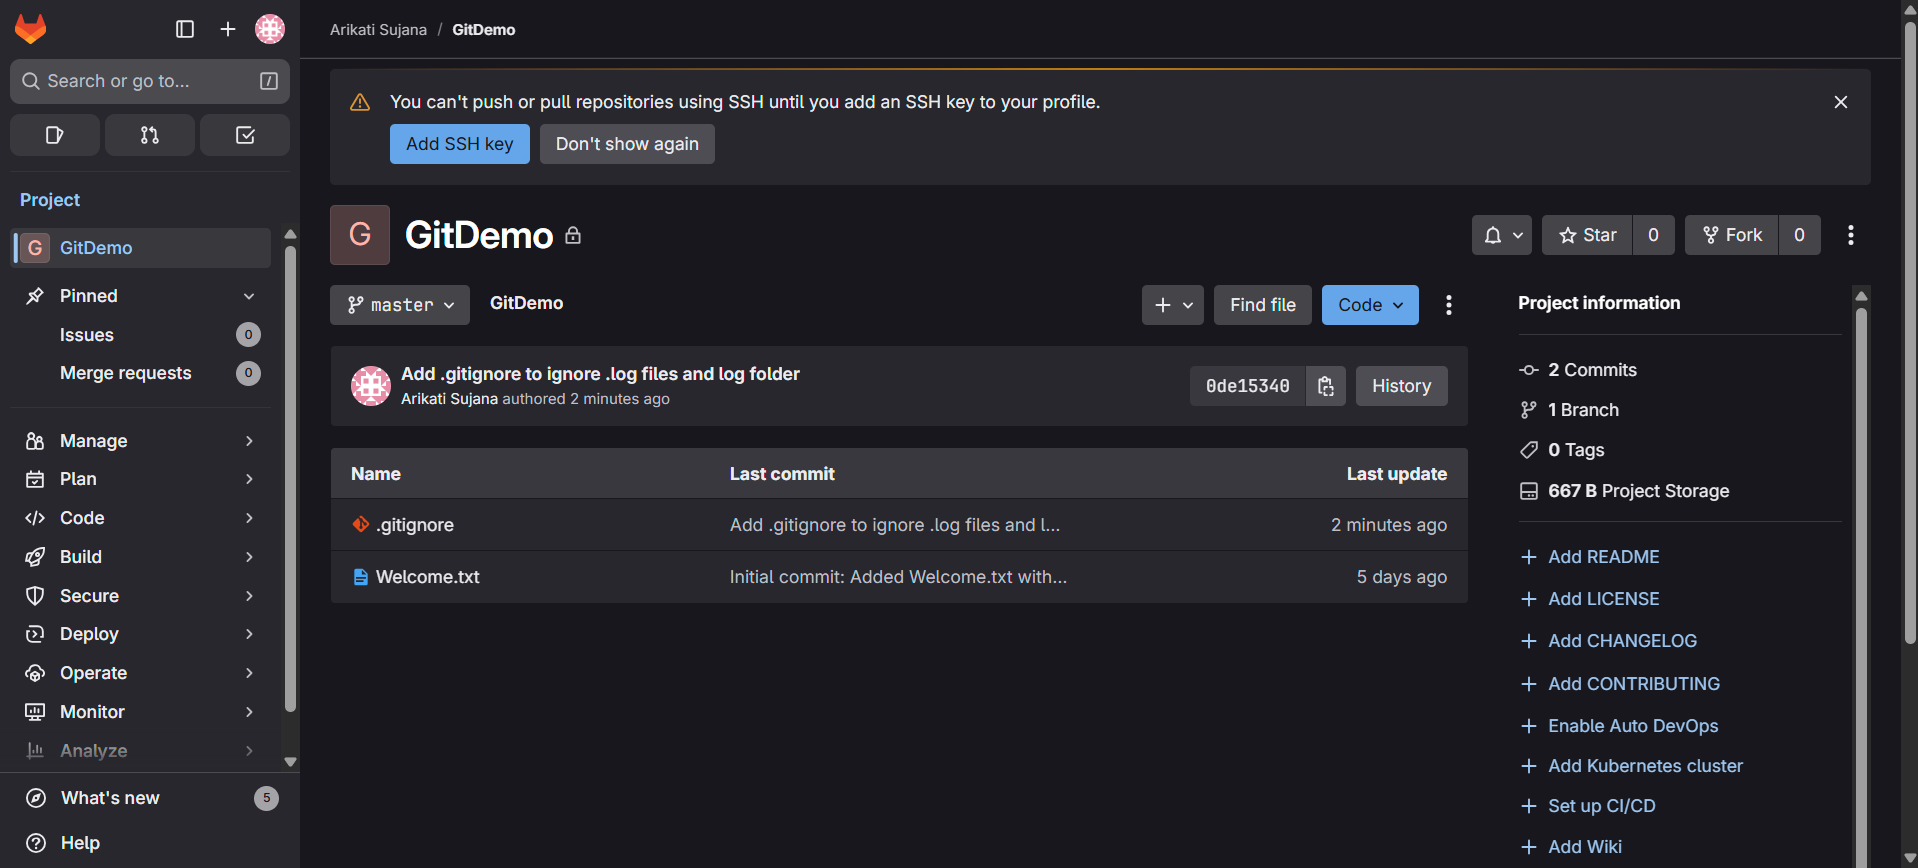 Search or go to...
/
Project
G GitDemo
Pinned
Issues 0
Merge requests 0
Manage
Plan
Code
Build
Secure
Deploy
Operate
Monitor
Analyze
What's new 5
Help
Arikati Sujana / GitDemo
You can't push or pull repositories using SSH until you add an SSH key to your profile.
Add SSH key Don't show again
G GitDemo
Star 0 Fork 0
master GitDemo
Find file Code
Add .gitignore to ignore .log files and log folder
Arikati Sujana authored 2 minutes ago
0de15340 History
Name Last commit Last update
.gitignore Add .gitignore to ignore .log files and l... 2 minutes ago
Welcome.txt Initial commit: Added Welcome.txt with... 5 days ago
Project information
2 Commits
1 Branch
0 Tags
667 B Project Storage
Add README
Add LICENSE
Add CHANGELOG
Add CONTRIBUTING
Enable Auto DevOps
Add Kubernetes cluster
Set up CI/CD
Add Wiki